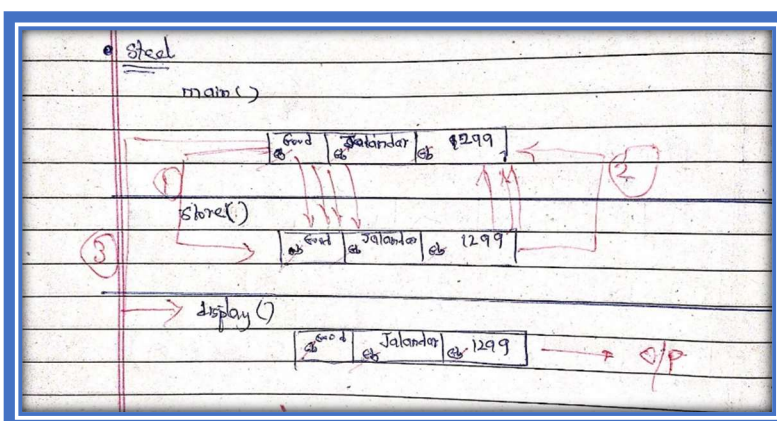 Steel
main()
Good Jalandar 1299
1
2
store()
Good Jalandar 1299
3
display()
Good Jalandar 1299 O/P